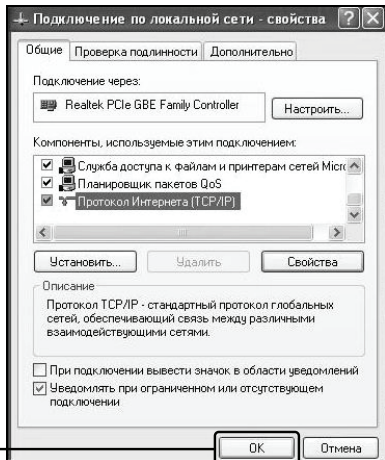 Подключение по локальной сети - свойства
Общие Проверка подлинности Дополнительно
Подключение через:
Realtek PCIe GBE Family Controller
Настроить...
Компоненты, используемые этим подключением:
Служба доступа к файлам и принтерам сетей Micro
Планировщик пакетов QoS
Протокол Интернета (TCP/IP)
Установить... Удалить Свойства
Описание
Протокол TCP/IP - стандартный протокол глобальных
сетей, обеспечивающий связь между различными
взаимодействующими сетями.
При подключении вывести значок в области уведомлений
Уведомлять при ограниченном или отсутствующем
подключении
OK Отмена